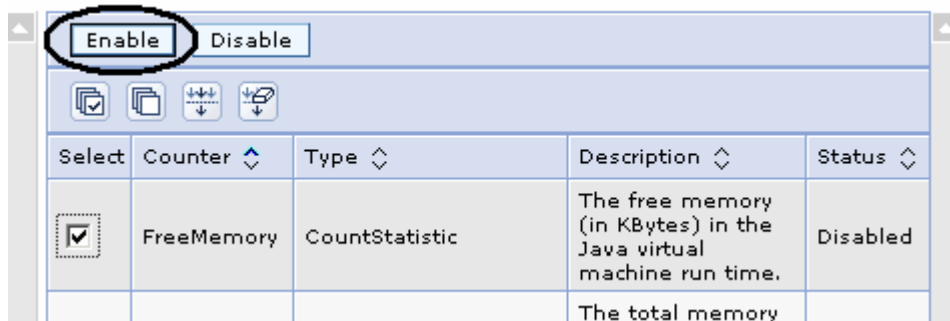 Enable Disable
Select Counter Type Description Status
FreeMemory CountStatistic The free memory (in KBytes) in the Java virtual machine run time. Disabled
The total memory